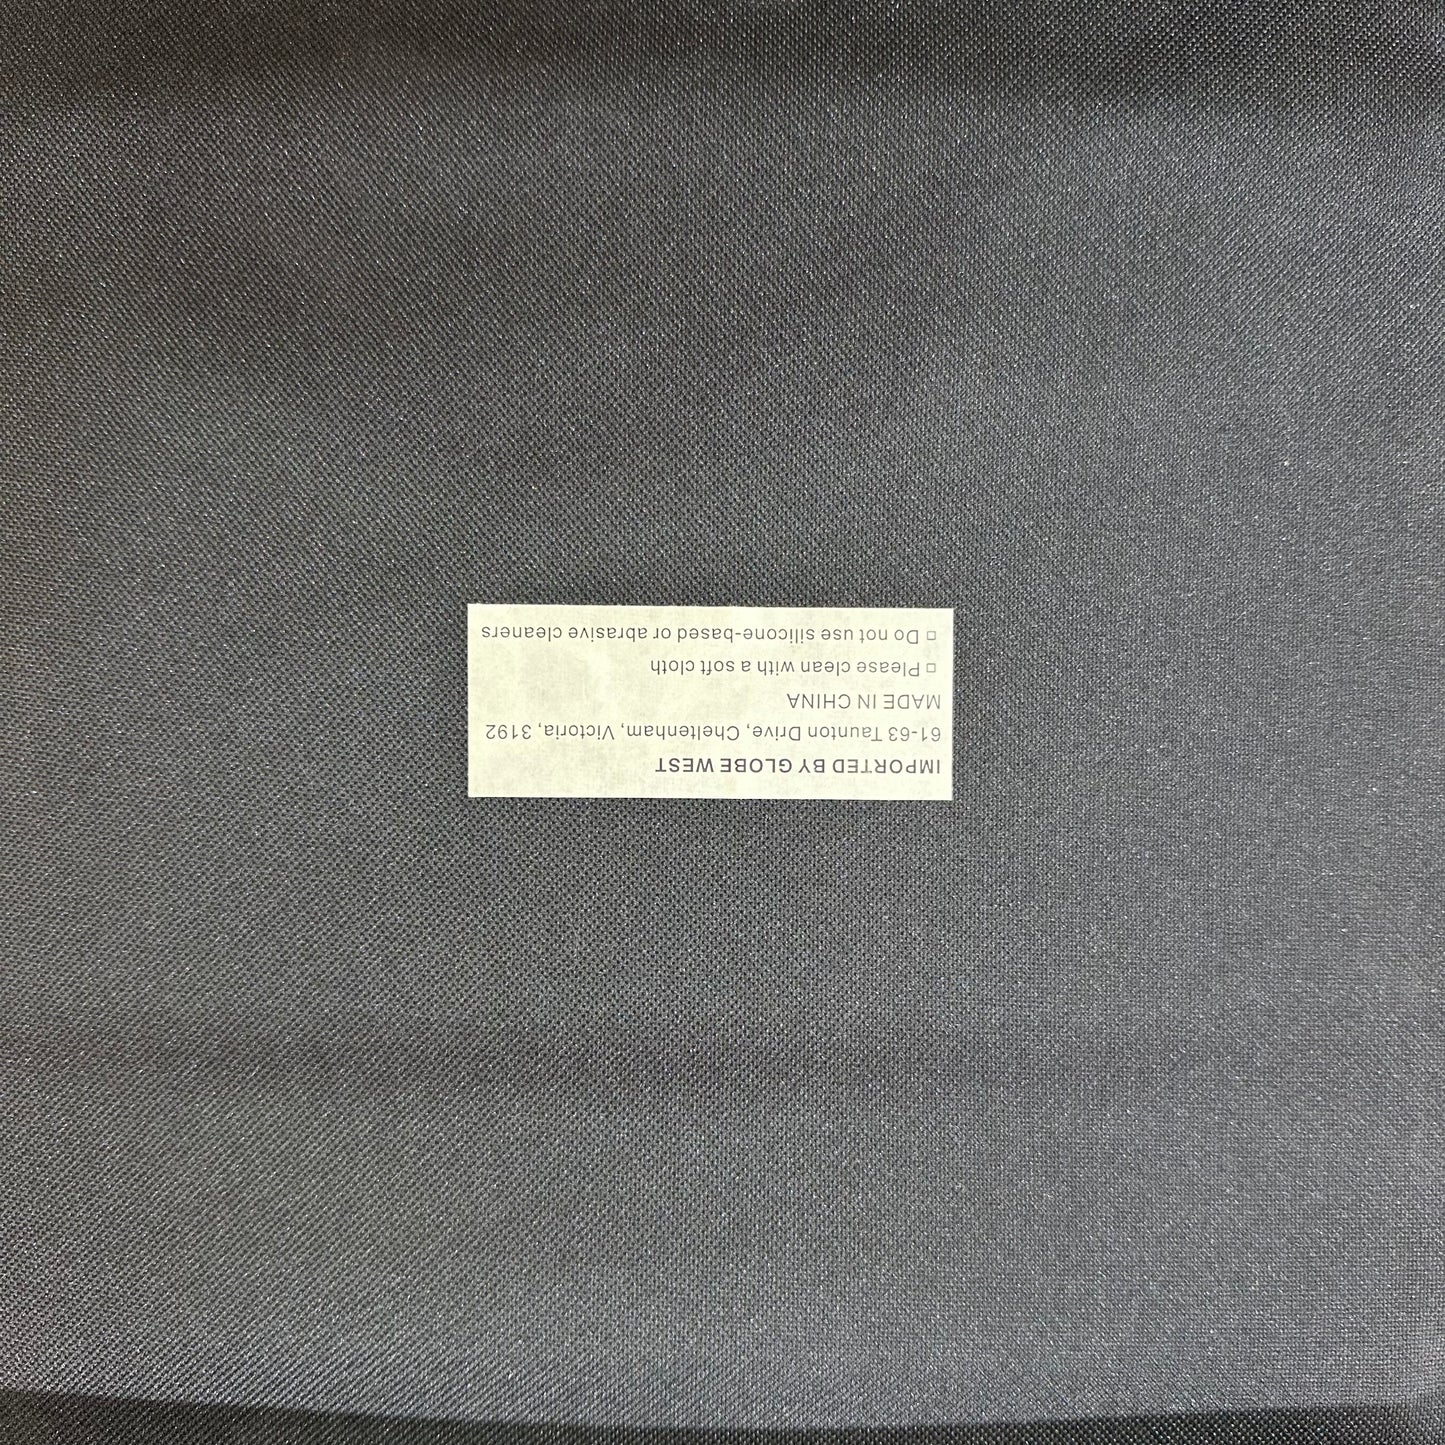 IMPORTED BY GLOBE WEST
61-63 Taunton Drive, Cheltenham, Victoria, 3192
MADE IN CHINA
□ Please clean with a soft cloth
□ Do not use silicone-based or abrasive cleaners